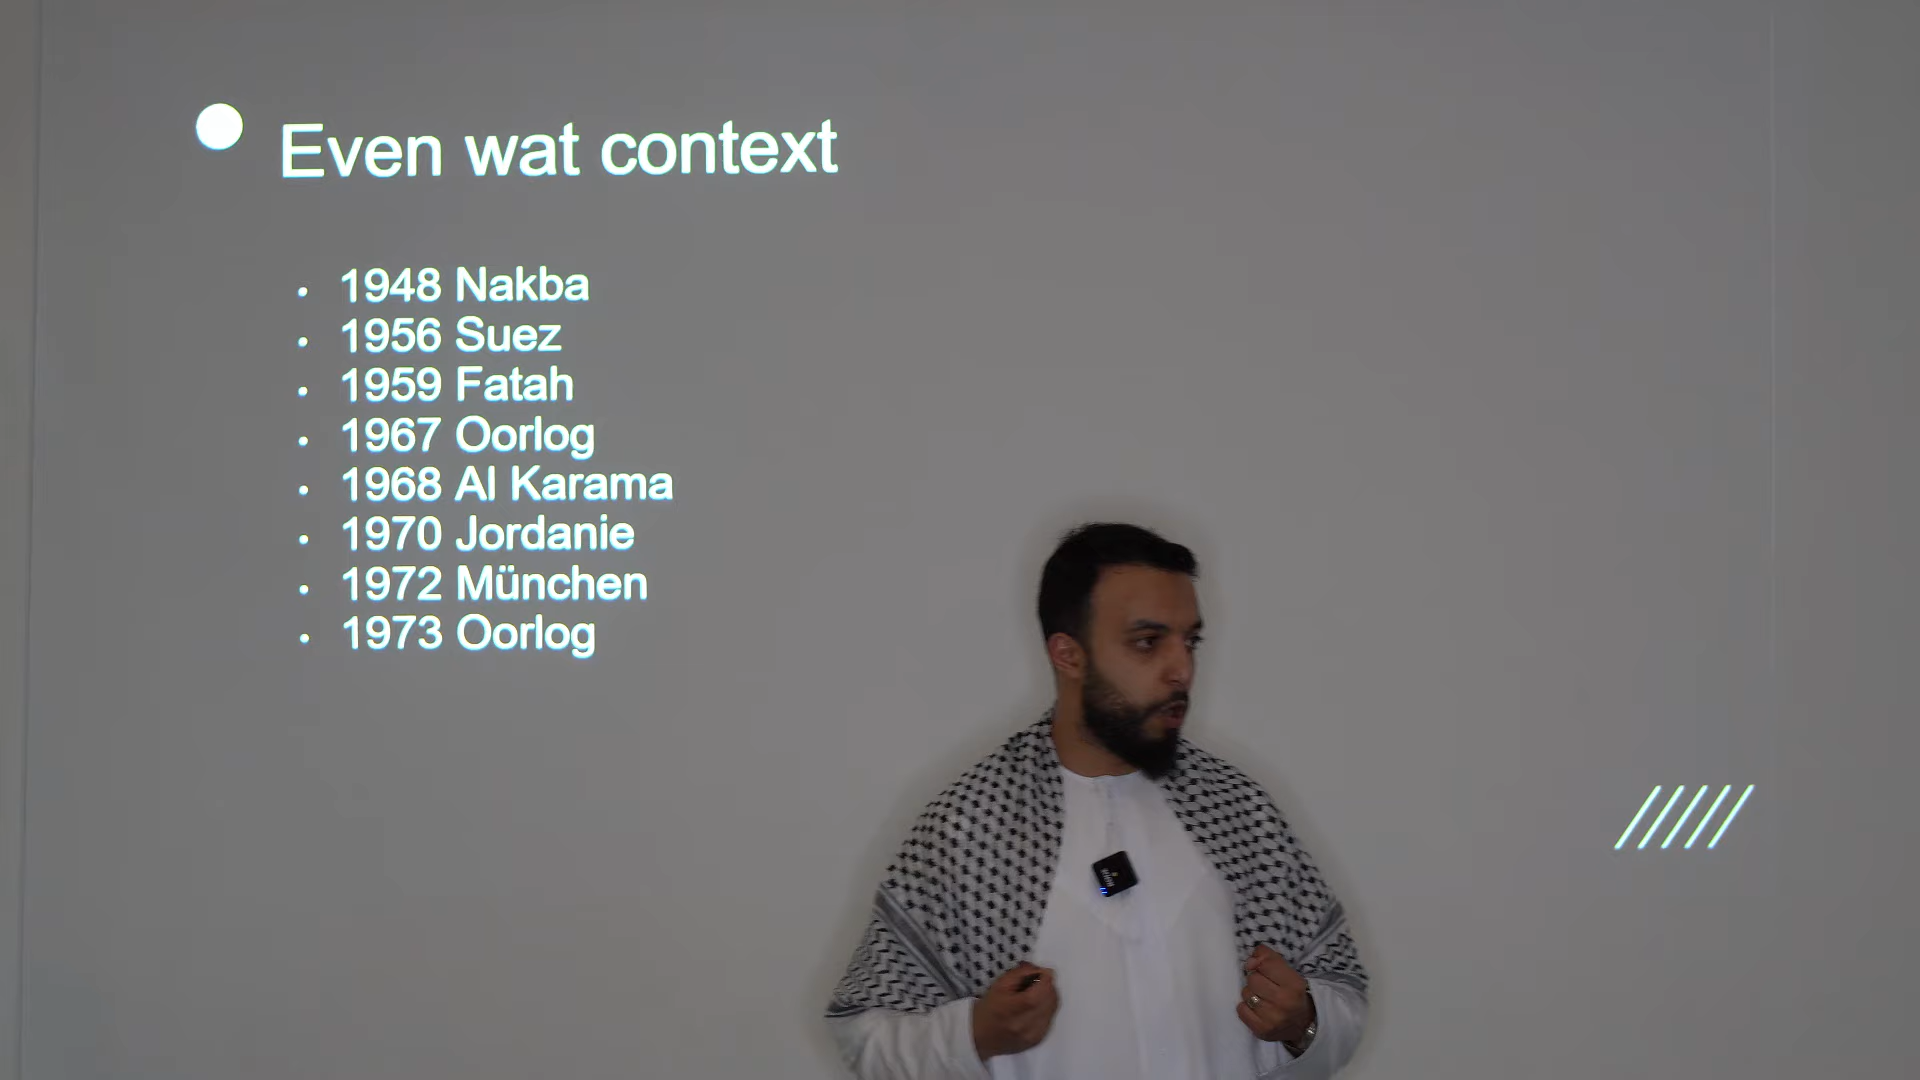 Even wat context
1948 Nakba
1956 Suez
1959 Fatah
1967 Oorlog
1968 Al Karama
1970 Jordanie
1972 München
1973 Oorlog